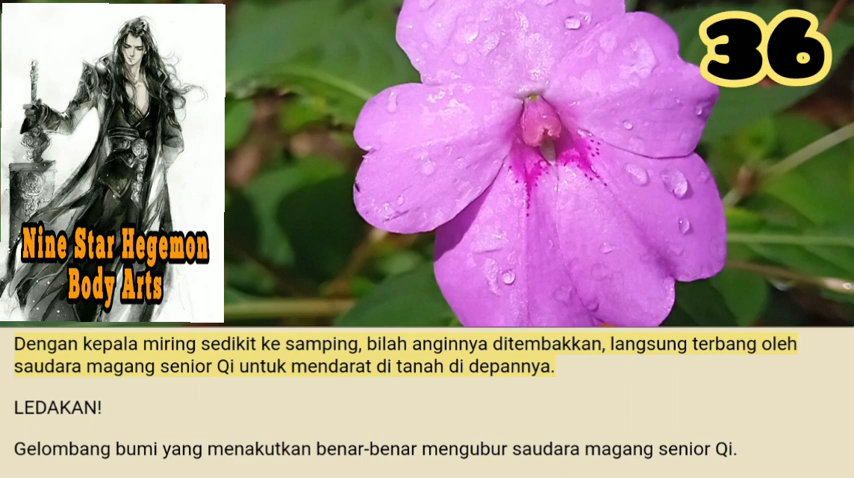 36
Nine Star Hegemon
Body Arts
Dengan kepala miring sedikit ke samping, bilah anginnya ditembakkan, langsung terbang oleh
saudara magang senior Qi untuk mendarat di tanah di depannya.
LEDAKAN!
Gelombang bumi yang menakutkan benar-benar mengubur saudara magang senior Qi.